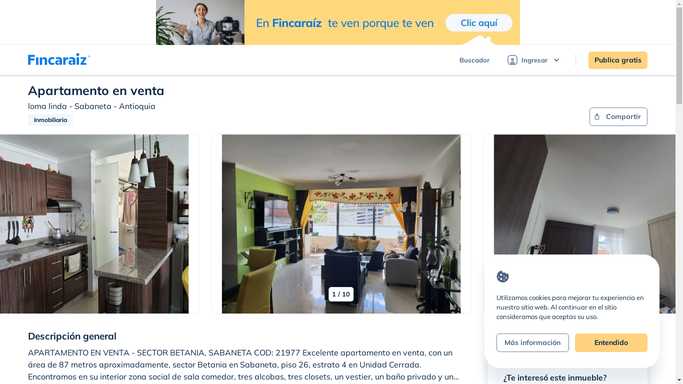 En Fincaraíz te ven porque te ven
Clic aquí
Fincaraíz
Buscador
Ingresar
Publica gratis
Apartamento en venta
loma linda - Sabaneta - Antioquia
Inmobiliaria
Compartir
1 / 10
Utilizamos cookies para mejorar tu experiencia en
nuestro sitio web. Al continuar en el sitio
consideramos que aceptas su uso.
Más información
Entendido
Descripción general
APARTAMENTO EN VENTA - SECTOR BETANIA, SABANETA COD: 21977 Excelente apartamento en venta, con un
área de 87 metros aproximadamente, sector Betania en Sabaneta, piso 26, estrato 4 en Unidad Cerrada.
Encontramos en su interior zona social de sala comedor, tres alcobas, tres closets, un vestier, un baño privado y un...
¿Te interesó este inmueble?